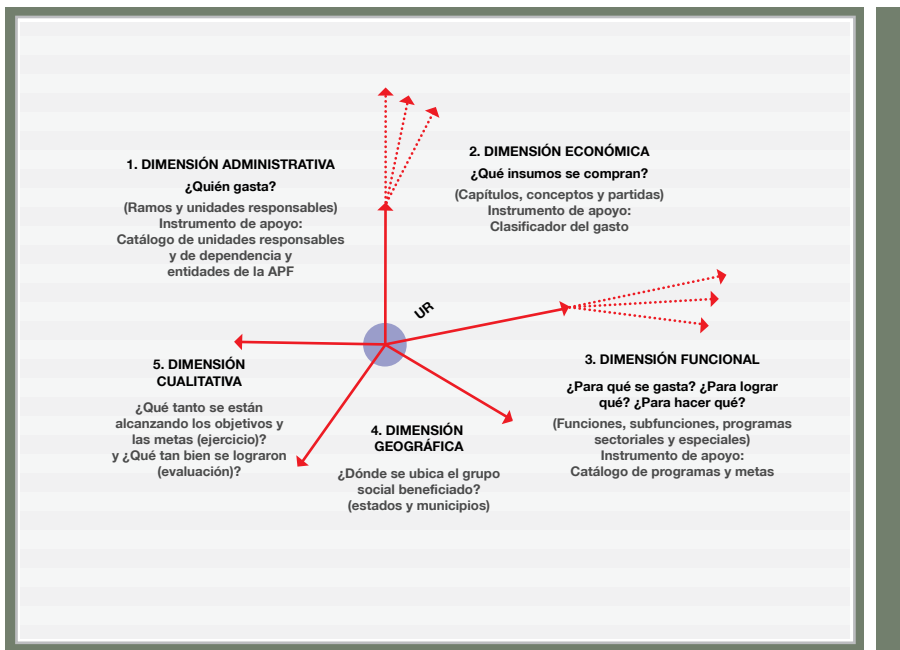 1. DIMENSIÓN ADMINISTRATIVA
¿Quién gasta?
(Ramos y unidades responsables)
Instrumento de apoyo:
Catálogo de unidades responsables
y de dependencia y
entidades de la APF
2. DIMENSIÓN ECONÓMICA
¿Qué insumos se compran?
(Capítulos, conceptos y partidas)
Instrumento de apoyo:
Clasificador del gasto
UR
3. DIMENSIÓN FUNCIONAL
¿Para qué se gasta? ¿Para lograr
qué? ¿Para hacer qué?
(Funciones, subfunciones, programas
sectoriales y especiales)
Instrumento de apoyo:
Catálogo de programas y metas
4. DIMENSIÓN
GEOGRÁFICA
¿Dónde se ubica el grupo
social beneficiado?
(estados y municipios)
5. DIMENSIÓN
CUALITATIVA
¿Qué tanto se están
alcanzando los objetivos y
las metas (ejercicio)?
y ¿Qué tan bien se lograron
(evaluación)?